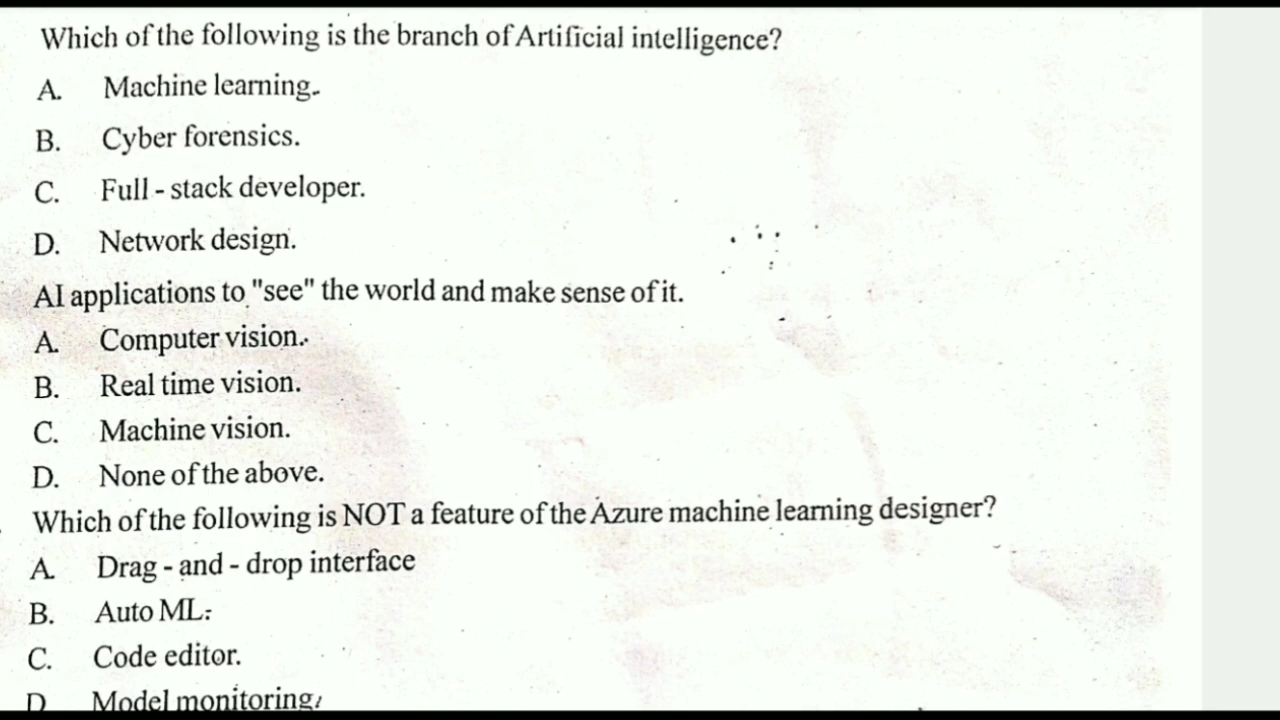 Which of the following is the branch of Artificial intelligence?
A. Machine learning.
B. Cyber forensics.
C. Full - stack developer.
D. Network design.
AI applications to "see" the world and make sense of it.
A. Computer vision.
B. Real time vision.
C. Machine vision.
D. None of the above.
Which of the following is NOT a feature of the Azure machine learning designer?
A. Drag - and - drop interface
B. Auto ML.
C. Code editor.
D. Model monitoring.